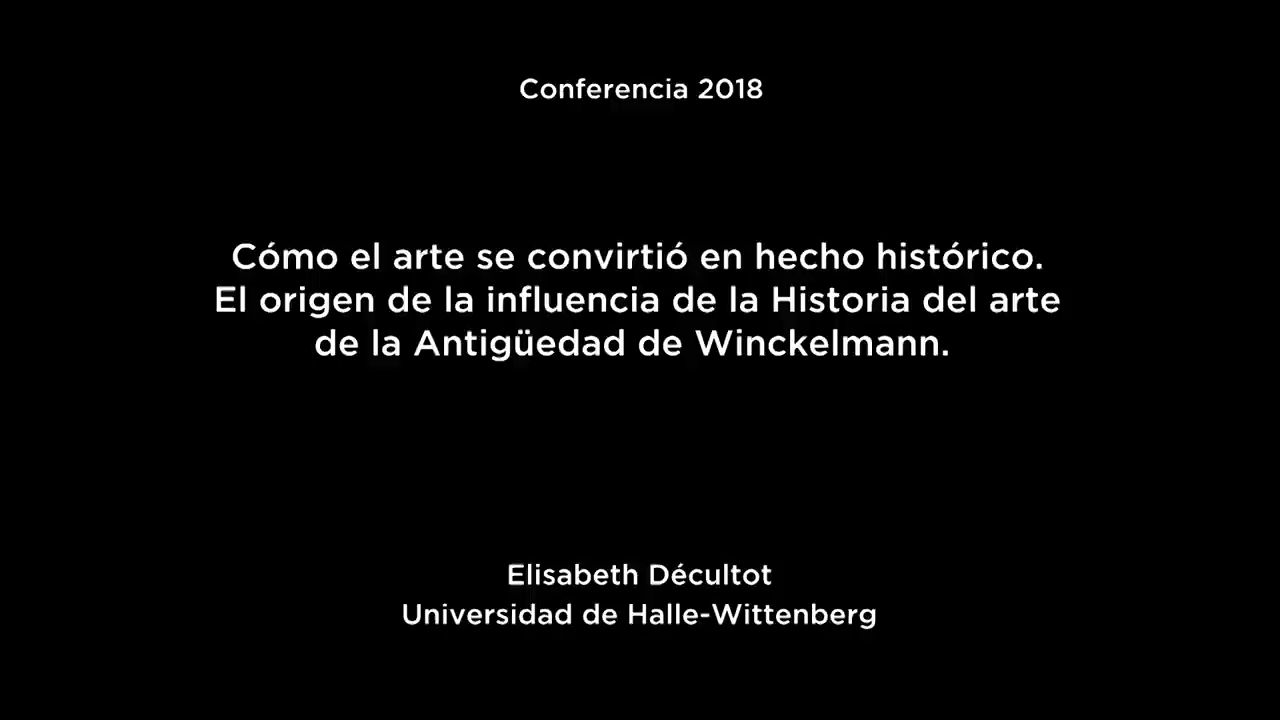 Conferencia 2018
Cómo el arte se convirtió en hecho histórico.
El origen de la influencia de la Historia del arte
de la Antigüedad de Winckelmann.
Elisabeth Décultot
Universidad de Halle-Wittenberg